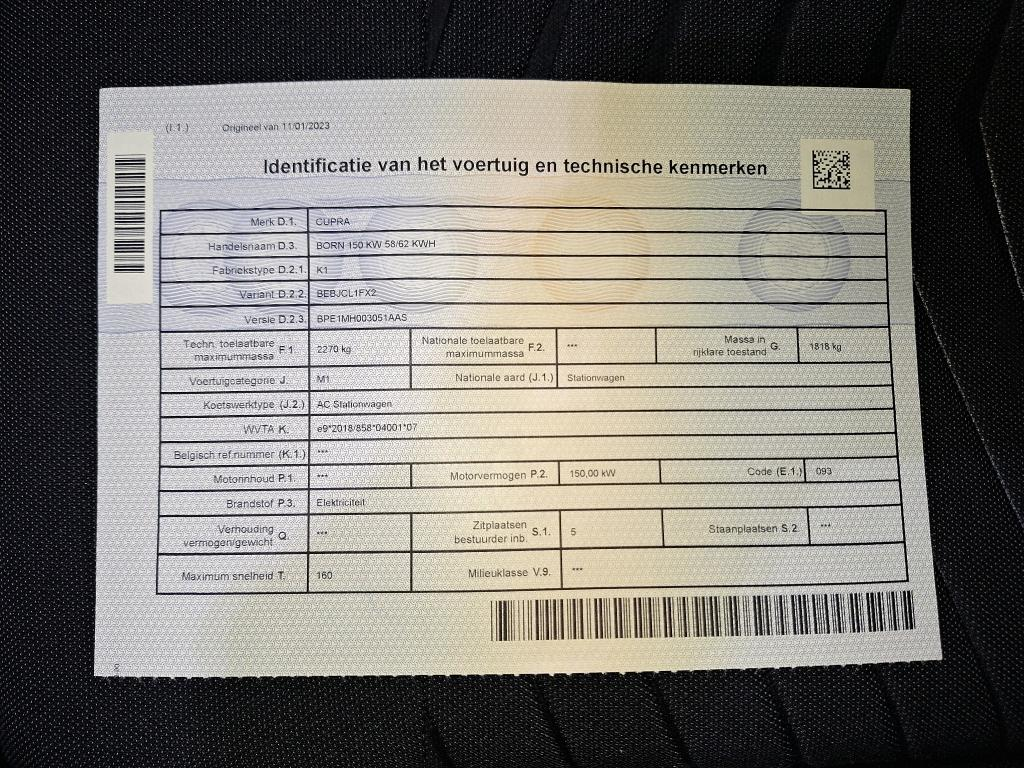 (I.1.) Origineel van 11/01/2023
Identificatie van het voertuig en technische kenmerken
Merk D.1. CUPRA
Handelsnaam D.3. BORN 150 KW 58/62 KWH
Fabriekstype D.2.1. K1
Variant D.2.2. BEBJCL1FX2
Versie D.2.3. BPE1MH003051AAS
Techn. toelaatbare maximummassa F.1. 2270 kg Nationale toelaatbare maximummassa F.2. *** Massa in rijklare toestand G. 1818 kg
Voertuigcategorie J. M1 Nationale aard (J.1.) Stationwagen
Koetswerktype (J.2.) AC Stationwagen
WVTA K. e9*2018/858*04001*07
Belgisch ref.nummer (K.1.) ***
Motorinhoud P.1. *** Motorvermogen P.2. 150,00 kW Code (E.1.) 093
Brandstof P.3. Elektriciteit
Verhouding vermogen/gewicht Q. *** Zitplaatsen bestuurder inb. S.1. 5 Staanplaatsen S.2. ***
Maximum snelheid T. 160 Milieuklasse V.9. ***